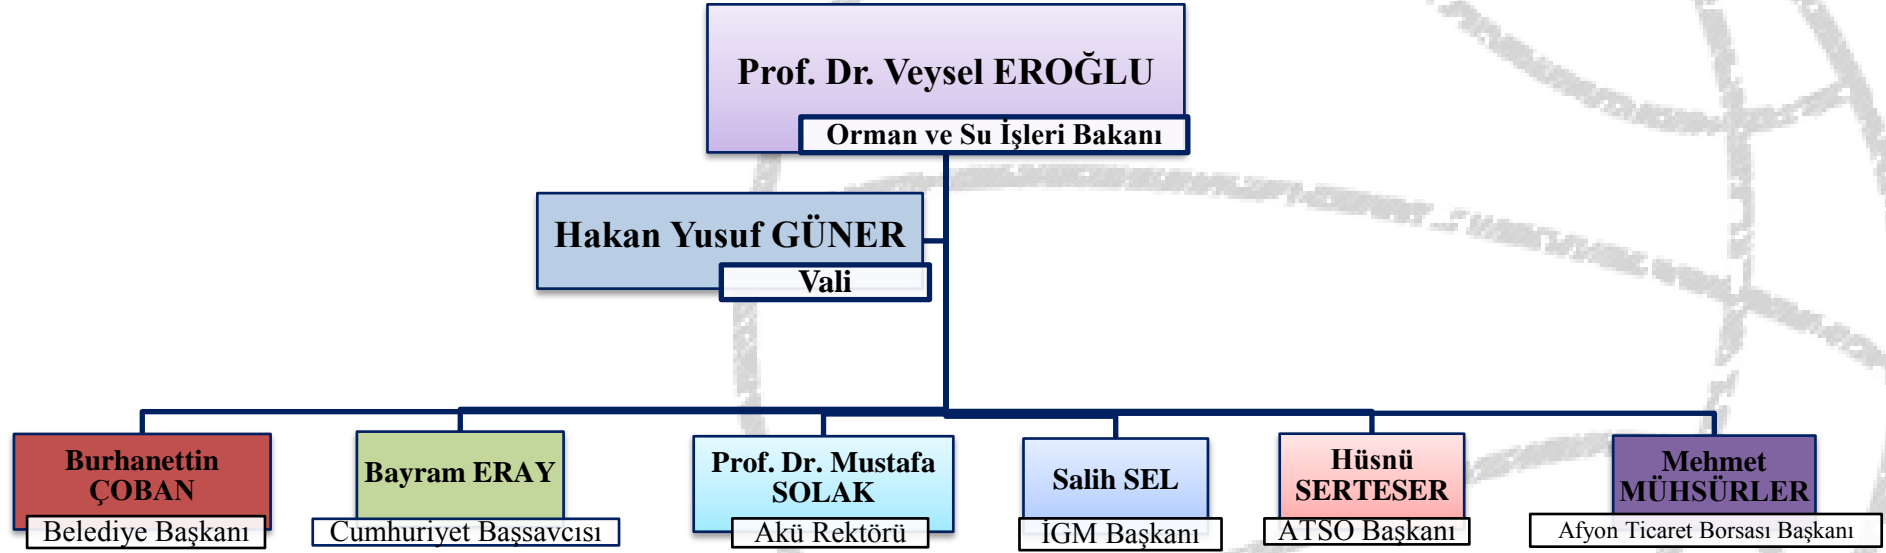 Prof. Dr. Veysel EROĞLU
Orman ve Su İşleri Bakanı
Hakan Yusuf GÜNER
Vali
Burhanettin
ÇOBAN
Belediye Başkanı
Bayram ERAY
Cumhuriyet Başsavcısı
Prof. Dr. Mustafa
SOLAK
Akü Rektörü
Salih SEL
İGM Başkanı
Hüsnü
SERTESER
ATSO Başkanı
Mehmet
MÜHSÜRLER
Afyon Ticaret Borsası Başkanı